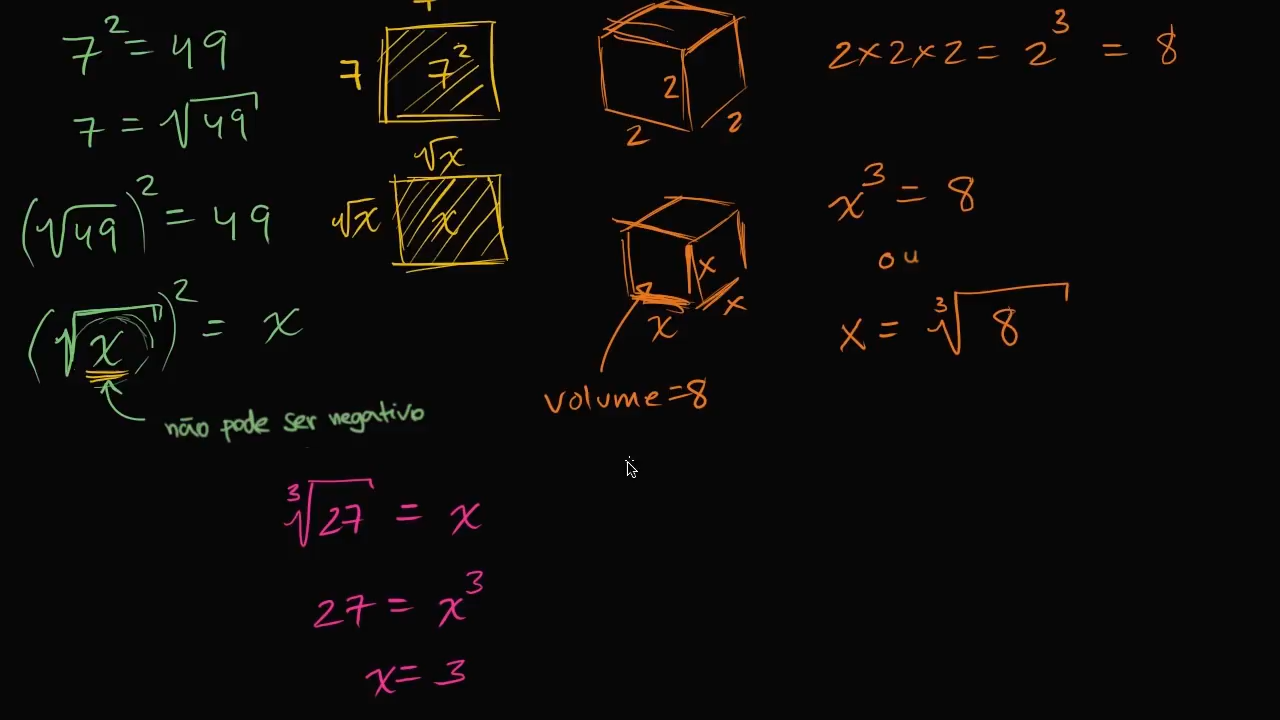 7² = 49
7 = √49
(√49)² = 49
(√x)² = x
não pode ser negativo
7
7²
√x
√x
x
2
2
2
x
x
x
volume=8
2×2×2 = 2³ = 8
x³ = 8
ou
x = ∛8
∛27 = x
27 = x³
x = 3